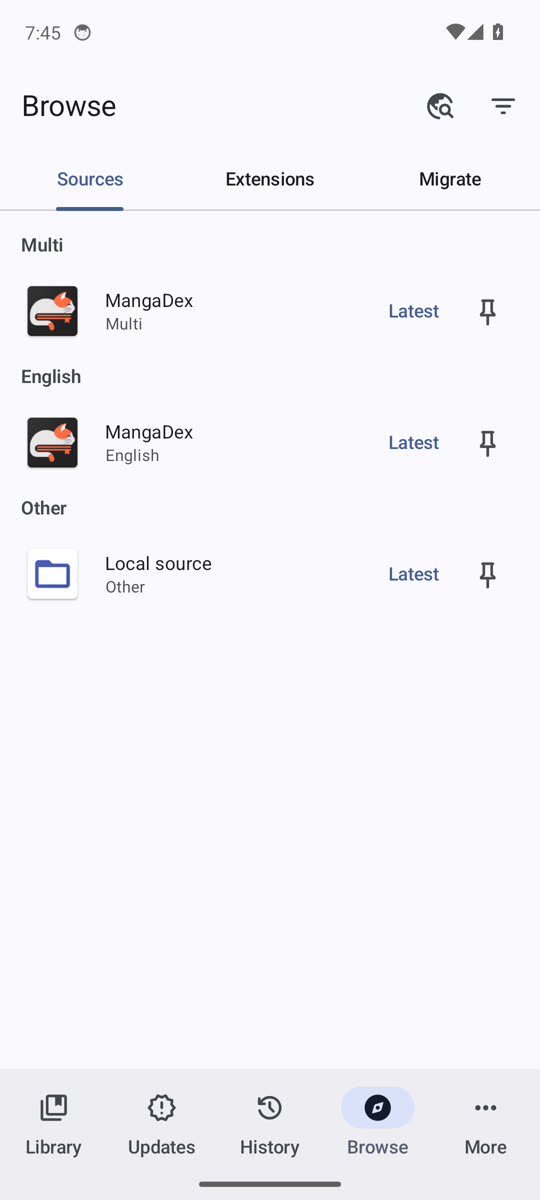 7:45
Browse
Sources
Extensions
Migrate
Multi
MangaDex
Multi
Latest
English
MangaDex
English
Latest
Other
Local source
Other
Latest
Library
Updates
History
Browse
More